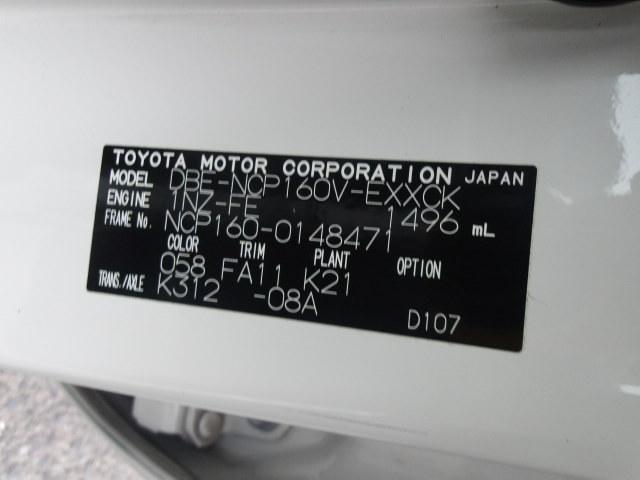 TOYOTA MOTOR CORPORATION JAPAN
MODEL DBE-NCP160V-EXXCK
ENGINE 1NZ-FE 1496 mL
FRAME No. NCP160-0148471
COLOR TRIM PLANT OPTION
058 FA11 K21
TRANS./AXLE K312 -08A
D107